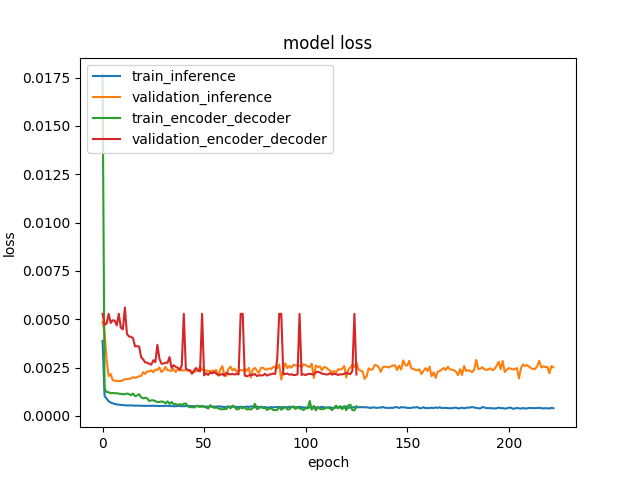 model loss
train_inference
validation_inference
train_encoder_decoder
validation_encoder_decoder
0.0175
0.0150
0.0125
0.0100
0.0075
0.0050
0.0025
0.0000
loss
0 50 100 150 200
epoch